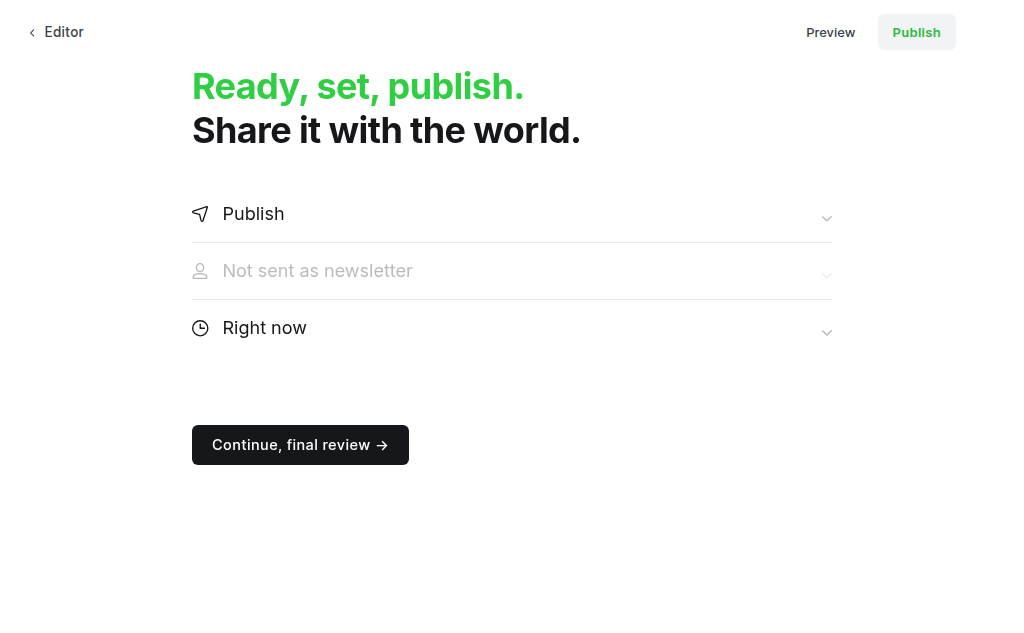 Editor
Preview
Publish
Ready, set, publish.
Share it with the world.
Publish
Not sent as newsletter
Right now
Continue, final review →